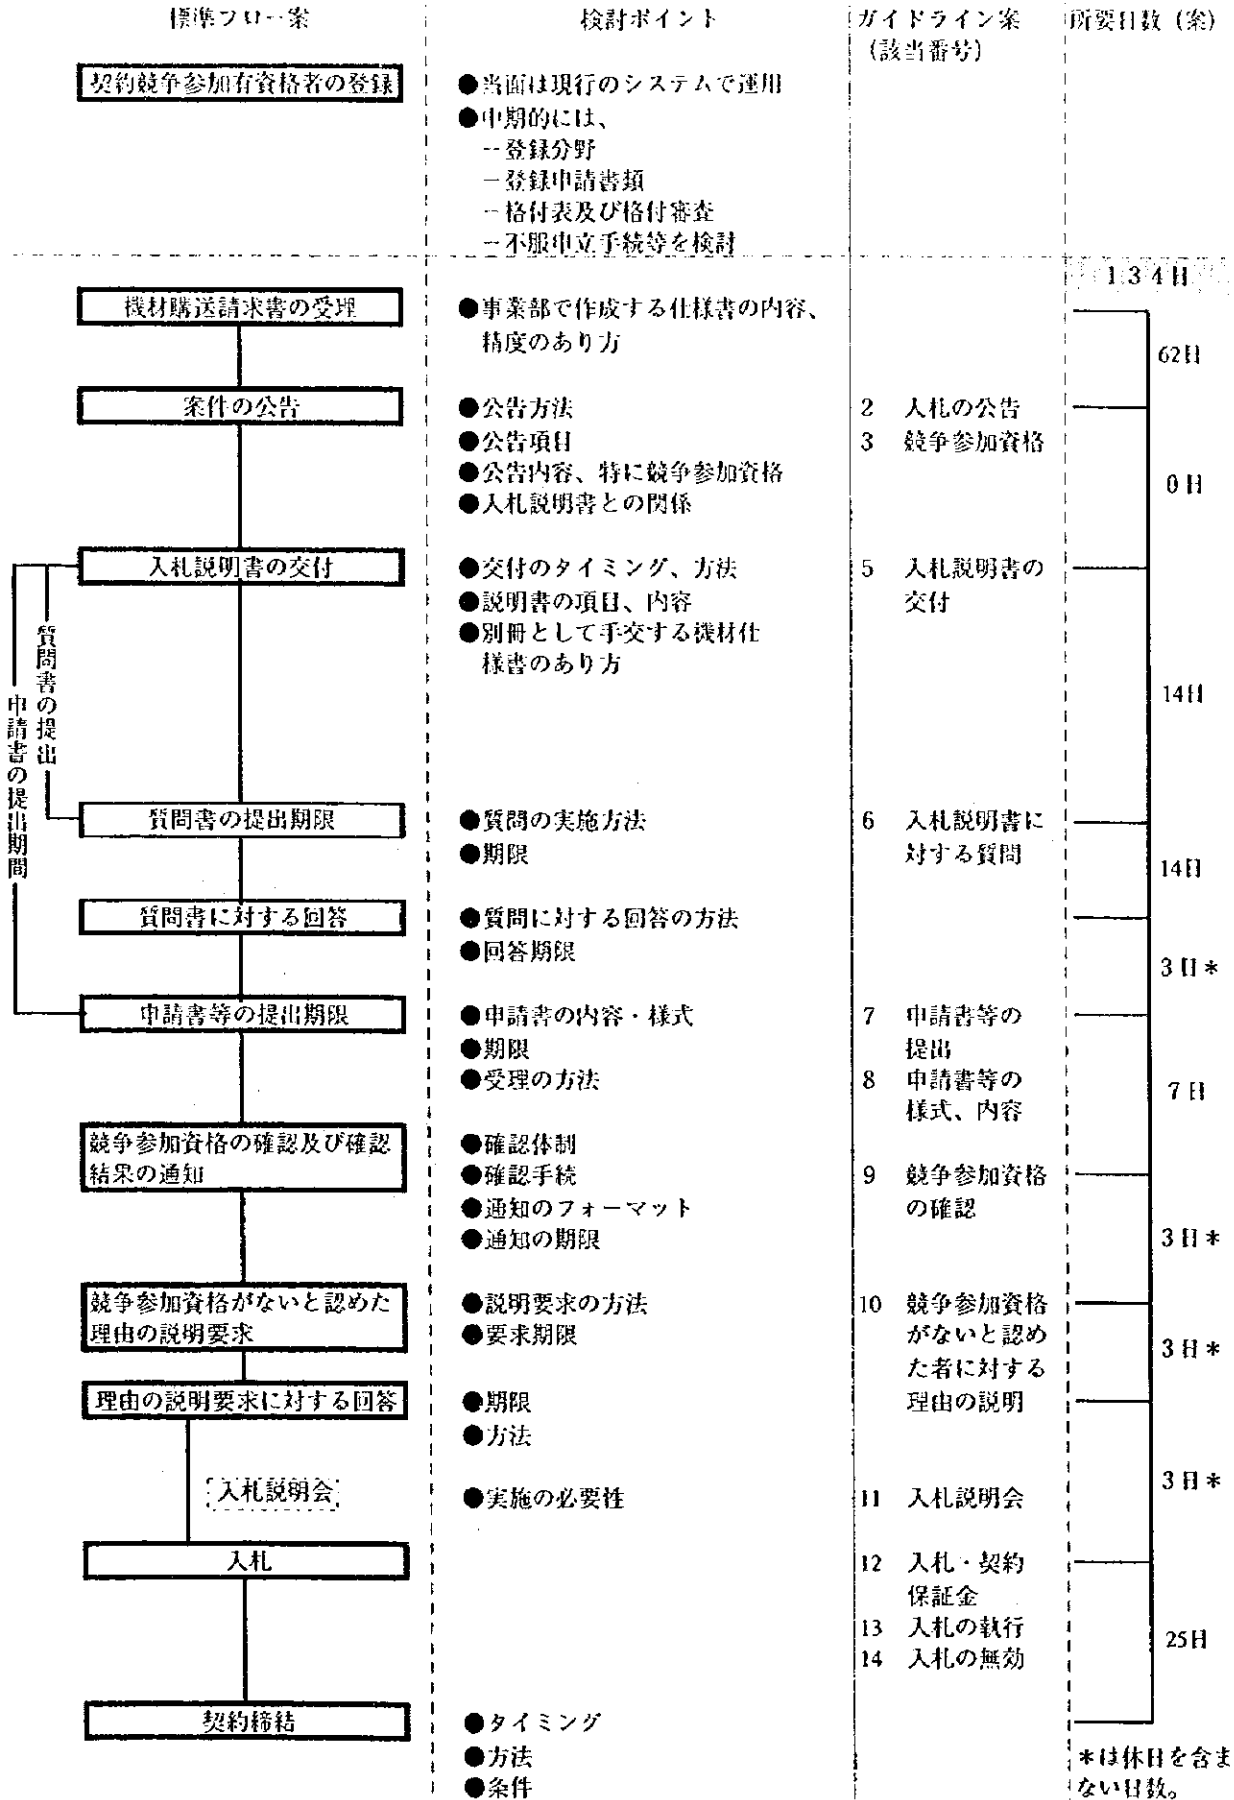 標準フロー案
検討ポイント
ガイドライン案
(該当番号)
所要日数(案)
契約競争参加有資格者の登録
●当面は現行のシステムで運用
●中期的には、
－登録分野
－登録申請書類
－格付表及び格付審査
－不服申立手続等を検討
134日
機材購送請求書の受理
●事業部で作成する仕様書の内容、
精度のあり方
62日
案件の公告
●公告方法
●公告項目
●公告内容、特に競争参加資格
●入札説明書との関係
2 入札の公告
3 競争参加資格
0日
入札説明書の交付
●交付のタイミング、方法
●説明書の項目、内容
●別冊として手交する機材仕
様書のあり方
5 入札説明書の
交付
14日
質問書の提出
申請書の提出期間
質問書の提出期限
●質問の実施方法
●期限
6 入札説明書に
対する質問
14日
質問書に対する回答
●質問に対する回答の方法
●回答期限
3日*
申請書等の提出期限
●申請書の内容・様式
●期限
●受理の方法
7 申請書等の
提出
8 申請書等の
様式、内容
7日
競争参加資格の確認及び確認
結果の通知
●確認体制
●確認手続
●通知のフォーマット
●通知の期限
9 競争参加資格
の確認
3日*
競争参加資格がないと認めた
理由の説明要求
●説明要求の方法
●要求期限
10 競争参加資格
がないと認め
た者に対する
理由の説明
3日*
理由の説明要求に対する回答
●期限
●方法
入札説明会
●実施の必要性
11 入札説明会
3日*
入札
12 入札・契約
保証金
13 入札の執行
14 入札の無効
25日
契約締結
●タイミング
●方法
●条件
*は休日を含ま
ない日数。